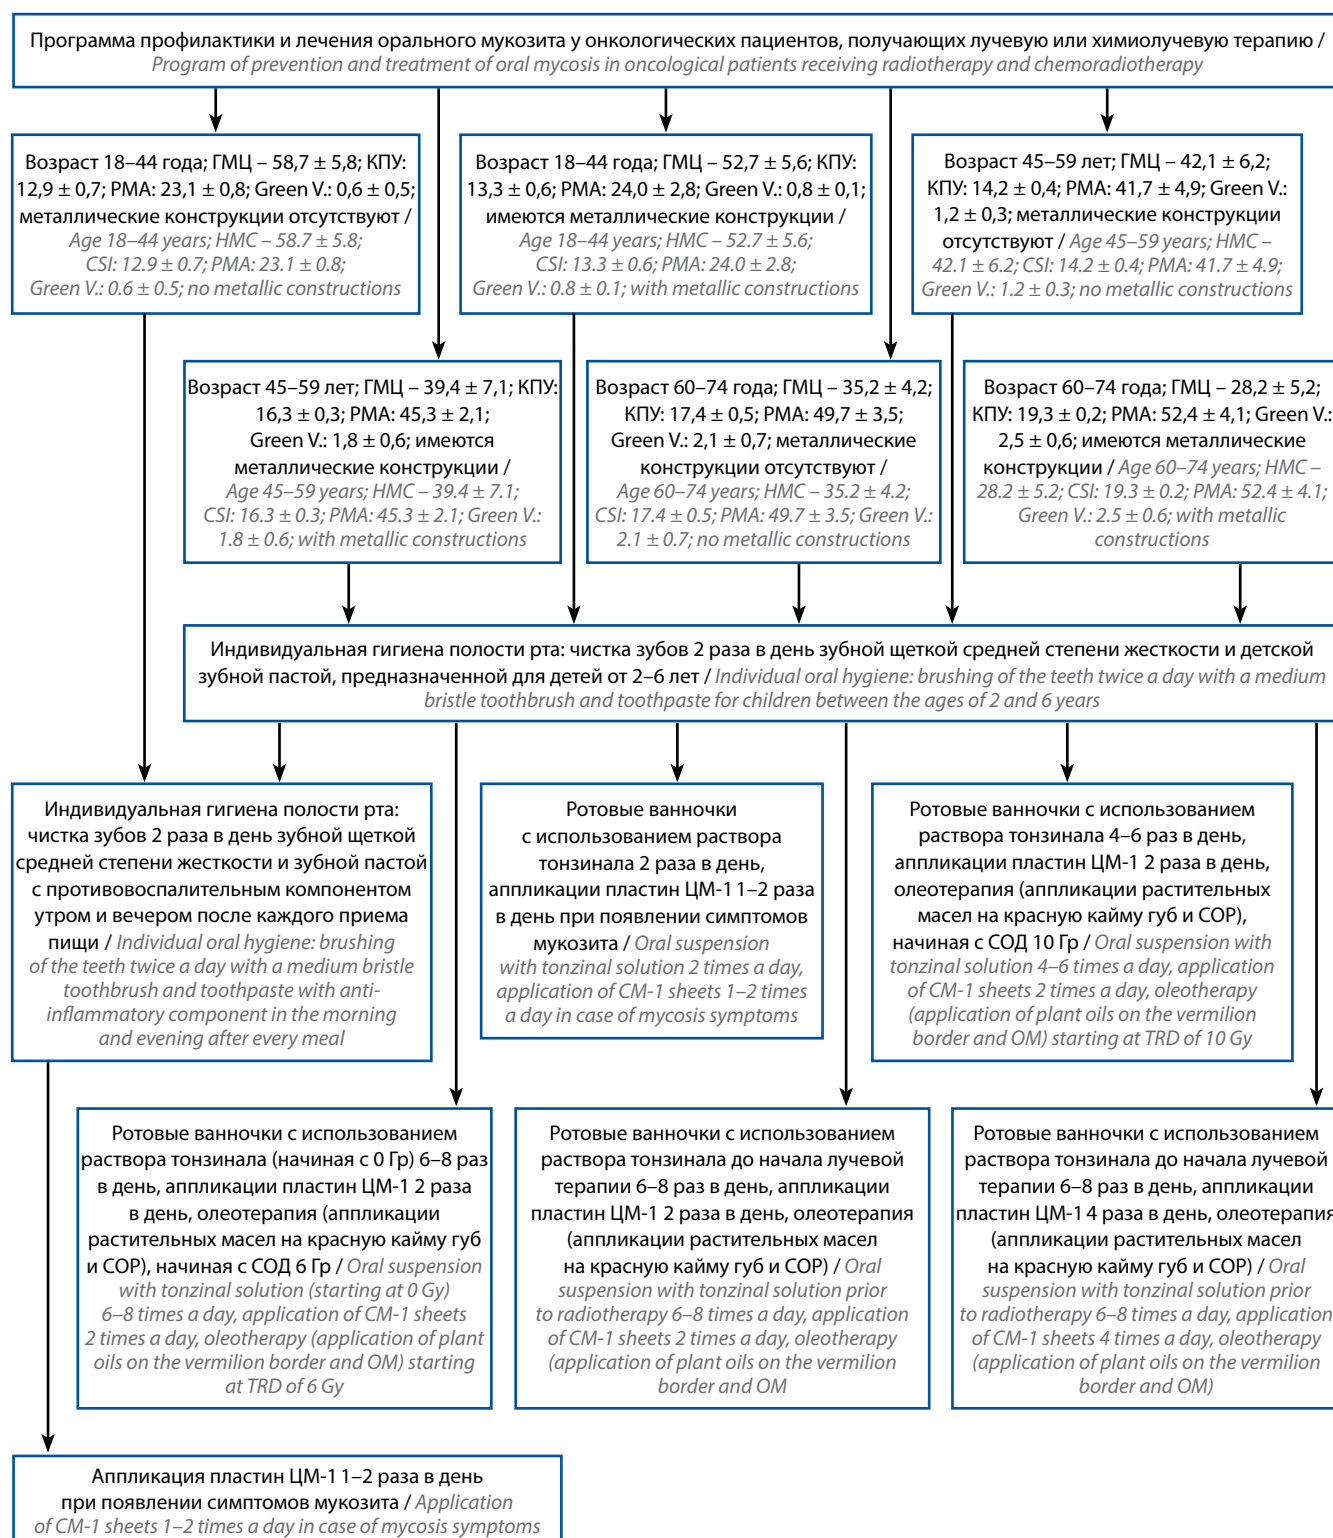 Программа профилактики и лечения орального мукозита у онкологических пациентов, получающих лучевую или химиолучевую терапию /
Program of prevention and treatment of oral mycosis in oncological patients receiving radiotherapy and chemoradiotherapy
Возраст 18–44 года; ГМЦ – 58,7 ± 5,8; КПУ:
12,9 ± 0,7; PMA: 23,1 ± 0,8; Green V.: 0,6 ± 0,5;
металлические конструкции отсутствуют /
Age 18–44 years; HMC – 58.7 ± 5.8;
CSI: 12.9 ± 0.7; PMA: 23.1 ± 0.8;
Green V.: 0.6 ± 0.5; no metallic constructions
Возраст 18–44 года; ГМЦ – 52,7 ± 5,6; КПУ:
13,3 ± 0,6; PMA: 24,0 ± 2,8; Green V.: 0,8 ± 0,1;
имеются металлические конструкции /
Age 18–44 years; HMC – 52.7 ± 5.6;
CSI: 13.3 ± 0.6; PMA: 24.0 ± 2.8;
Green V.: 0.8 ± 0.1; with metallic constructions
Возраст 45–59 лет; ГМЦ – 42,1 ± 6,2;
КПУ: 14,2 ± 0,4; PMA: 41,7 ± 4,9; Green V.:
1,2 ± 0,3; металлические конструкции
отсутствуют / Age 45–59 years; HMC –
42.1 ± 6.2; CSI: 14.2 ± 0.4; PMA: 41.7 ± 4.9;
Green V.: 1.2 ± 0.3; no metallic constructions
Возраст 45–59 лет; ГМЦ – 39,4 ± 7,1; КПУ:
16,3 ± 0,3; PMA: 45,3 ± 2,1;
Green V.: 1,8 ± 0,6; имеются
металлические конструкции /
Age 45–59 years; HMC – 39.4 ± 7.1;
CSI: 16.3 ± 0.3; PMA: 45.3 ± 2.1; Green V.:
1.8 ± 0.6; with metallic constructions
Возраст 60–74 года; ГМЦ – 35,2 ± 4,2;
КПУ: 17,4 ± 0,5; PMA: 49,7 ± 3,5;
Green V.: 2,1 ± 0,7; металлические
конструкции отсутствуют /
Age 60–74 years; HMC – 35.2 ± 4.2;
CSI: 17.4 ± 0.5; PMA: 49.7 ± 3.5; Green V.:
2.1 ± 0.7; no metallic constructions
Возраст 60–74 года; ГМЦ – 28,2 ± 5,2;
КПУ: 19,3 ± 0,2; PMA: 52,4 ± 4,1; Green V.:
2,5 ± 0,6; имеются металлические
конструкции / Age 60–74 years; HMC –
28.2 ± 5.2; CSI: 19.3 ± 0.2; PMA: 52.4 ± 4.1;
Green V.: 2.5 ± 0.6; with metallic
constructions
Индивидуальная гигиена полости рта: чистка зубов 2 раза в день зубной щеткой средней степени жесткости и детской
зубной пастой, предназначенной для детей от 2–6 лет / Individual oral hygiene: brushing of the teeth twice a day with a medium
bristle toothbrush and toothpaste for children between the ages of 2 and 6 years
Индивидуальная гигиена полости рта:
чистка зубов 2 раза в день зубной щеткой
средней степени жесткости и зубной пастой
с противовоспалительным компонентом
утром и вечером после каждого приема
пищи / Individual oral hygiene: brushing
of the teeth twice a day with a medium bristle
toothbrush and toothpaste with anti-
inflammatory component in the morning
and evening after every meal
Ротовые ванночки
с использованием раствора
тонзинала 2 раза в день,
аппликации пластин ЦМ-1 1–2 раза
в день при появлении симптомов
мукозита / Oral suspension
with tonzinal solution 2 times a day,
application of CM-1 sheets 1–2 times
a day in case of mycosis symptoms
Ротовые ванночки с использованием
раствора тонзинала 4–6 раз в день,
аппликации пластин ЦМ-1 2 раза в день,
олеотерапия (аппликации растительных
масел на красную кайму губ и СОР),
начиная с СОД 10 Гр / Oral suspension with
tonzinal solution 4–6 times a day, application
of CM-1 sheets 2 times a day, oleotherapy
(application of plant oils on the vermilion
border and OM) starting at TRD of 10 Gy
Ротовые ванночки с использованием
раствора тонзинала (начиная с 0 Гр) 6–8 раз
в день, аппликации пластин ЦМ-1 2 раза
в день, олеотерапия (аппликации
растительных масел на красную кайму губ
и СОР), начиная с СОД 6 Гр / Oral suspension
with tonzinal solution (starting at 0 Gy)
6–8 times a day, application of CM-1 sheets
2 times a day, oleotherapy (application of plant
oils on the vermilion border and OM) starting
at TRD of 6 Gy
Ротовые ванночки с использованием
раствора тонзинала до начала лучевой
терапии 6–8 раз в день, аппликации
пластин ЦМ-1 2 раза в день, олеотерапия
(аппликации растительных масел
на красную кайму губ и СОР) / Oral
suspension with tonzinal solution prior
to radiotherapy 6–8 times a day, application
of CM-1 sheets 2 times a day, oleotherapy
(application of plant oils on the vermilion
border and OM
Ротовые ванночки с использованием
раствора тонзинала до начала лучевой
терапии 6–8 раз в день, аппликации
пластин ЦМ-1 4 раза в день, олеотерапия
(аппликации растительных масел
на красную кайму губ и СОР) / Oral
suspension with tonzinal solution prior
to radiotherapy 6–8 times a day, application
of CM-1 sheets 4 times a day, oleotherapy
(application of plant oils on the vermilion
border and OM)
Аппликация пластин ЦМ-1 1–2 раза в день
при появлении симптомов мукозита / Application
of CM-1 sheets 1–2 times a day in case of mycosis symptoms